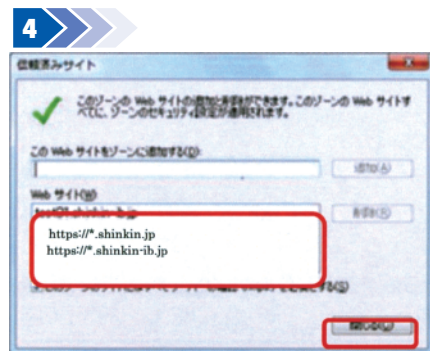 4
信頼済みサイト
このゾーンの Web サイトの追加と削除ができます。このゾーンの Web サイトす
べてに、ゾーンのセキュリティ設定が適用されます。
この Web サイトをゾーンに追加する(D):
追加(A)
Web サイト(W)
削除(R)
https://*.shinkin.jp
https://*.shinkin-ib.jp
閉じる(C)